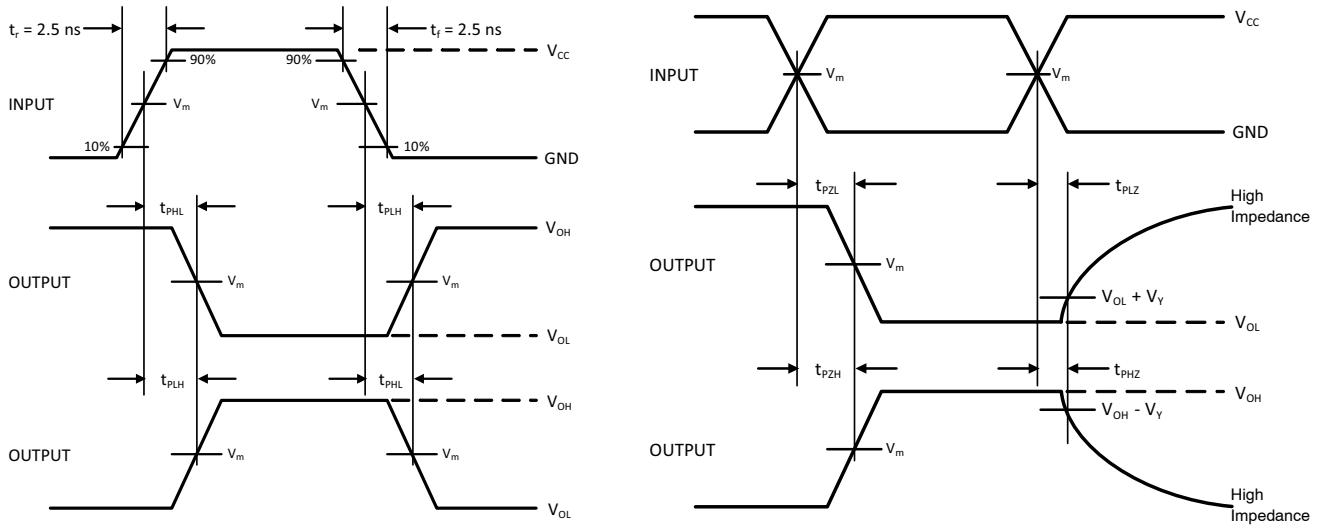 tr = 2.5 ns
tf = 2.5 ns
VCC
90%
90%
INPUT
Vm
Vm
10%
10%
GND
tPHL
tPLH
VOH
OUTPUT
Vm
Vm
VOL
tPLH
tPHL
VOH
OUTPUT
Vm
Vm
VOL
VCC
INPUT
Vm
Vm
GND
tPZL
tPLZ
High
Impedance
OUTPUT
Vm
VOL + VY
VOL
tPZH
tPHZ
VOH
VOH - VY
OUTPUT
Vm
High
Impedance